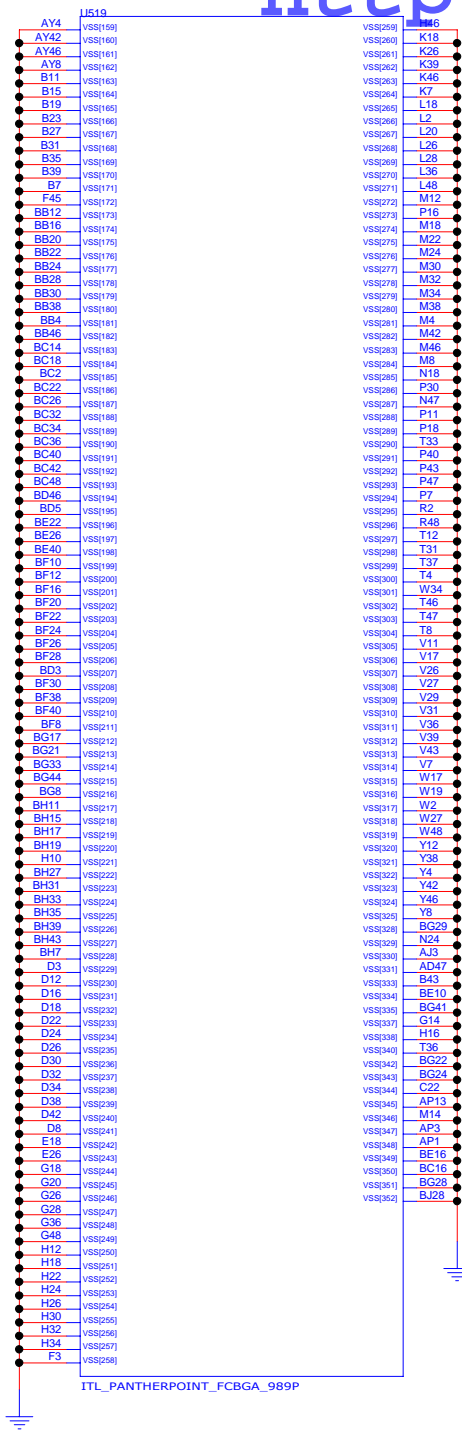 http
U519
AY4 VSS[159] VSS[259] H46
AY42 VSS[160] VSS[260] K18
AY46 VSS[161] VSS[261] K26
AY8 VSS[162] VSS[262] K39
B11 VSS[163] VSS[263] K46
B15 VSS[164] VSS[264] K7
B19 VSS[165] VSS[265] L18
B23 VSS[166] VSS[266] L2
B27 VSS[167] VSS[267] L20
B31 VSS[168] VSS[268] L26
B35 VSS[169] VSS[269] L28
B39 VSS[170] VSS[270] L36
B7 VSS[171] VSS[271] L48
F45 VSS[172] VSS[272] M12
BB12 VSS[173] VSS[273] P16
BB16 VSS[174] VSS[274] M18
BB20 VSS[175] VSS[275] M22
BB22 VSS[176] VSS[276] M24
BB24 VSS[177] VSS[277] M30
BB28 VSS[178] VSS[278] M32
BB30 VSS[179] VSS[279] M34
BB38 VSS[180] VSS[280] M38
BB4 VSS[181] VSS[281] M4
BB46 VSS[182] VSS[282] M42
BC14 VSS[183] VSS[283] M46
BC18 VSS[184] VSS[284] M8
BC2 VSS[185] VSS[285] N18
BC22 VSS[186] VSS[286] P30
BC26 VSS[187] VSS[287] N47
BC32 VSS[188] VSS[288] P11
BC34 VSS[189] VSS[289] P18
BC36 VSS[190] VSS[290] T33
BC40 VSS[191] VSS[291] P40
BC42 VSS[192] VSS[292] P43
BC48 VSS[193] VSS[293] P47
BD46 VSS[194] VSS[294] P7
BD5 VSS[195] VSS[295] R2
BE22 VSS[196] VSS[296] R48
BE26 VSS[197] VSS[297] T12
BE40 VSS[198] VSS[298] T31
BF10 VSS[199] VSS[299] T37
BF12 VSS[200] VSS[300] T4
BF16 VSS[201] VSS[301] W34
BF20 VSS[202] VSS[302] T46
BF22 VSS[203] VSS[303] T47
BF24 VSS[204] VSS[304] T8
BF26 VSS[205] VSS[305] V11
BF28 VSS[206] VSS[306] V17
BD3 VSS[207] VSS[307] V26
BF30 VSS[208] VSS[308] V27
BF38 VSS[209] VSS[309] V29
BF40 VSS[210] VSS[310] V31
BF8 VSS[211] VSS[311] V36
BG17 VSS[212] VSS[312] V39
BG21 VSS[213] VSS[313] V43
BG33 VSS[214] VSS[314] V7
BG44 VSS[215] VSS[315] W17
BG8 VSS[216] VSS[316] W19
BH11 VSS[217] VSS[317] W2
BH15 VSS[218] VSS[318] W27
BH17 VSS[219] VSS[319] W48
BH19 VSS[220] VSS[320] Y12
H10 VSS[221] VSS[321] Y38
BH27 VSS[222] VSS[322] Y4
BH31 VSS[223] VSS[323] Y42
BH33 VSS[224] VSS[324] Y46
BH35 VSS[225] VSS[325] Y8
BH39 VSS[226] VSS[328] BG29
BH43 VSS[227] VSS[329] N24
BH7 VSS[228] VSS[330] AJ3
D3 VSS[229] VSS[331] AD47
D12 VSS[230] VSS[333] B43
D16 VSS[231] VSS[334] BE10
D18 VSS[232] VSS[335] BG41
D22 VSS[233] VSS[337] G14
D24 VSS[234] VSS[338] H16
D26 VSS[235] VSS[340] T36
D30 VSS[236] VSS[342] BG22
D32 VSS[237] VSS[343] BG24
D34 VSS[238] VSS[344] C22
D38 VSS[239] VSS[345] AP13
D42 VSS[240] VSS[346] M14
D8 VSS[241] VSS[347] AP3
E18 VSS[242] VSS[348] AP1
E26 VSS[243] VSS[349] BE16
G18 VSS[244] VSS[350] BC16
G20 VSS[245] VSS[351] BG28
G26 VSS[246] VSS[352] BJ28
G28 VSS[247]
G36 VSS[248]
G48 VSS[249]
H12 VSS[250]
H18 VSS[251]
H22 VSS[252]
H24 VSS[253]
H26 VSS[254]
H30 VSS[255]
H32 VSS[256]
H34 VSS[257]
F3 VSS[258]
ITL_PANTHERPOINT_FCBGA_989P